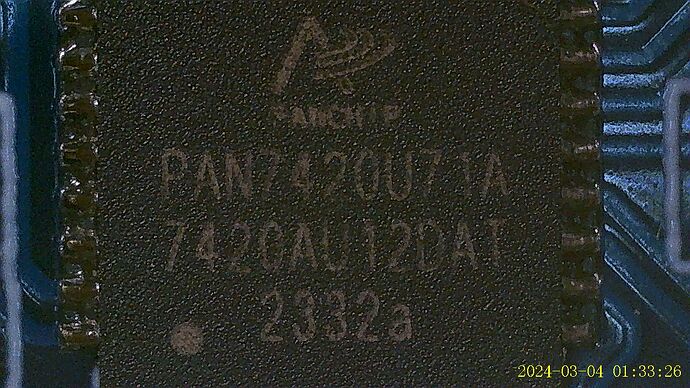 PANCHIP
PAN7420U71A
7420AU12DAT
2332a
2024-03-04 01:33:26